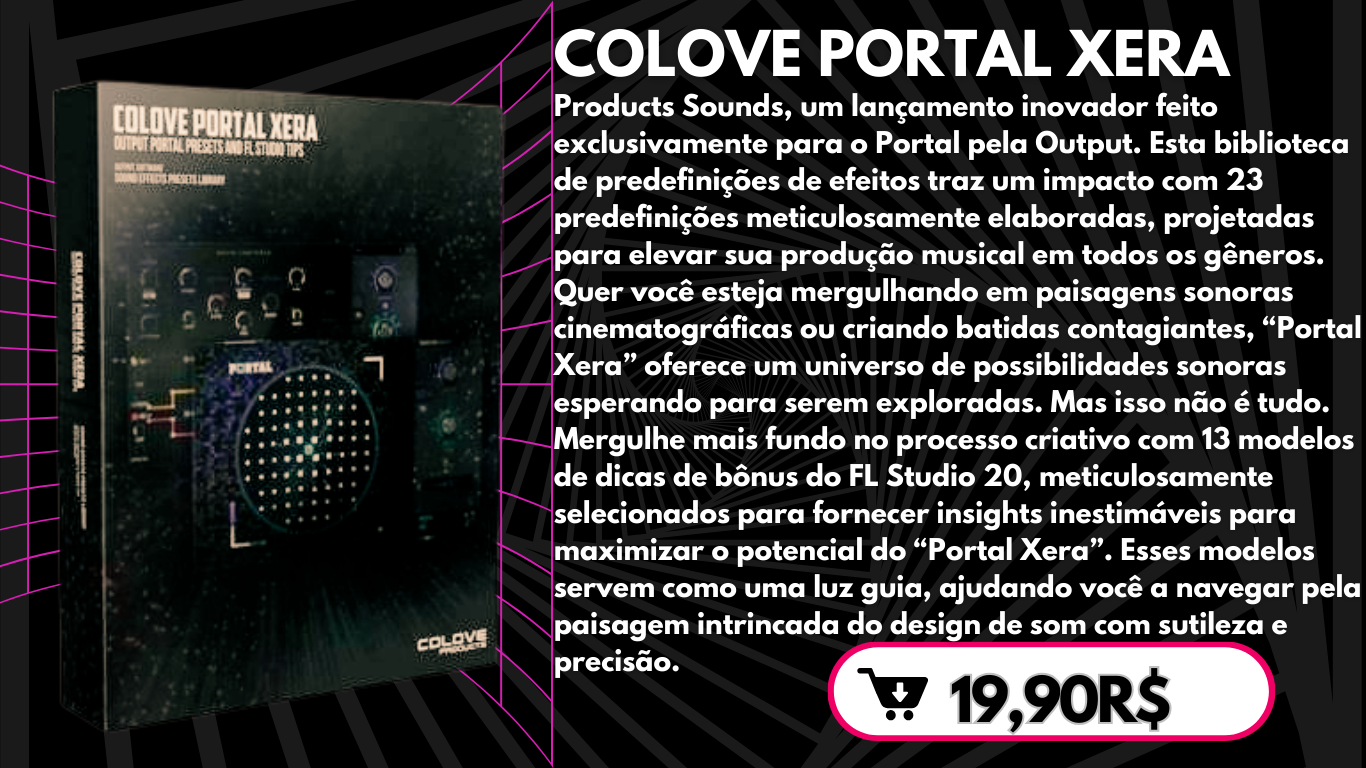 COLOVE PORTAL XERA
Products Sounds, um lançamento inovador feito
exclusivamente para o Portal pela Output. Esta biblioteca
de predefinições de efeitos traz um impacto com 23
predefinições meticulosamente elaboradas, projetadas
para elevar sua produção musical em todos os gêneros.
Quer você esteja mergulhando em paisagens sonoras
cinematográficas ou criando batidas contagiantes, “Portal
Xera” oferece um universo de possibilidades sonoras
esperando para serem exploradas. Mas isso não é tudo.
Mergulhe mais fundo no processo criativo com 13 modelos
de dicas de bônus do FL Studio 20, meticulosamente
selecionados para fornecer insights inestimáveis para
maximizar o potencial do “Portal Xera”. Esses modelos
servem como uma luz guia, ajudando você a navegar pela
paisagem intrincada do design de som com sutileza e
precisão.
19,90R$
COLOVE PORTAL XERA
OUTPUT PORTAL PRESETS AND FL STUDIO TIPS
OUTPUT SOFTWARE
SOUND EFFECTS PRESETS LIBRARY
PORTAL
COLOVE
PRODUCTS
COLOVE PORTAL XERA